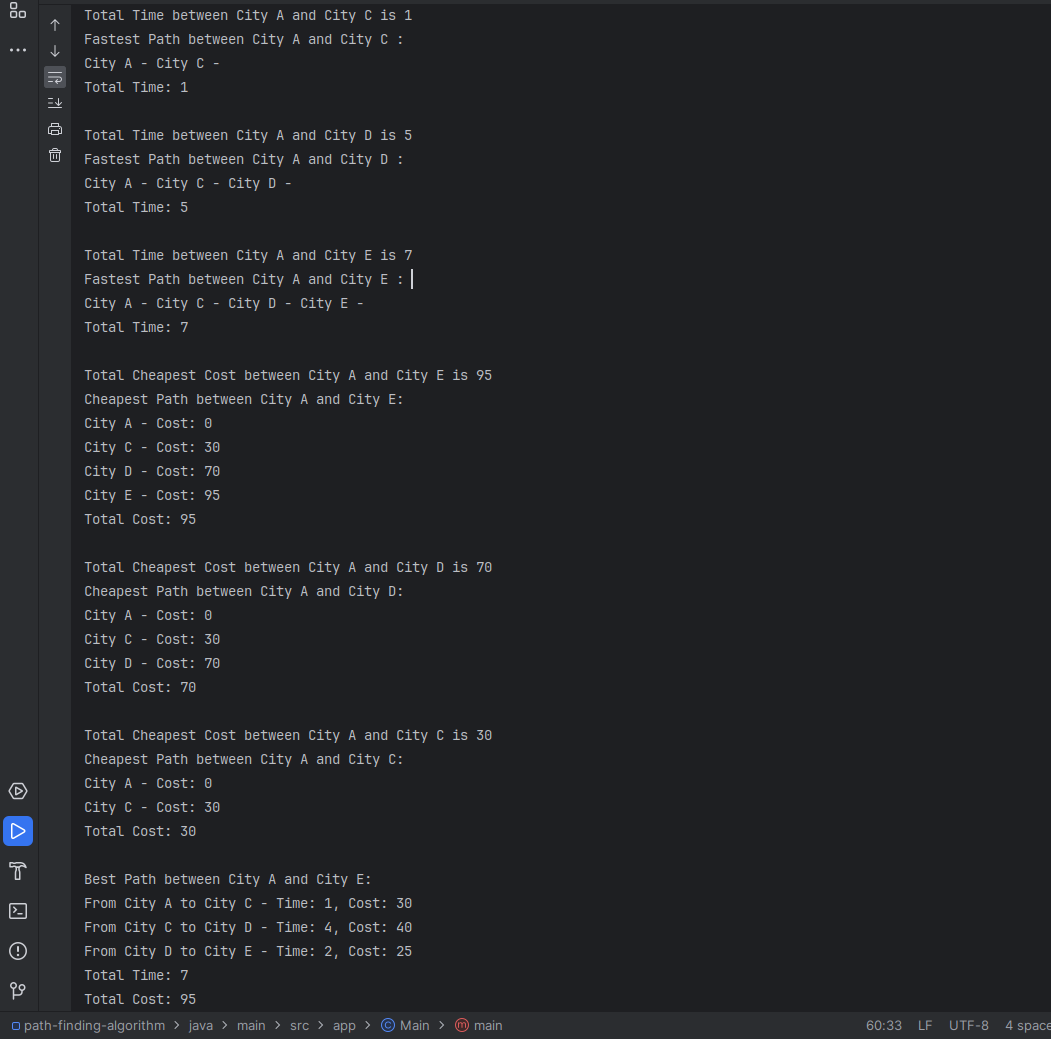 Total Time between City A and City C is 1
Fastest Path between City A and City C :
City A - City C -
Total Time: 1
Total Time between City A and City D is 5
Fastest Path between City A and City D :
City A - City C - City D -
Total Time: 5
Total Time between City A and City E is 7
Fastest Path between City A and City E :
City A - City C - City D - City E -
Total Time: 7
Total Cheapest Cost between City A and City E is 95
Cheapest Path between City A and City E:
City A - Cost: 0
City C - Cost: 30
City D - Cost: 70
City E - Cost: 95
Total Cost: 95
Total Cheapest Cost between City A and City D is 70
Cheapest Path between City A and City D:
City A - Cost: 0
City C - Cost: 30
City D - Cost: 70
Total Cost: 70
Total Cheapest Cost between City A and City C is 30
Cheapest Path between City A and City C:
City A - Cost: 0
City C - Cost: 30
Total Cost: 30
Best Path between City A and City E:
From City A to City C - Time: 1, Cost: 30
From City C to City D - Time: 4, Cost: 40
From City D to City E - Time: 2, Cost: 25
Total Time: 7
Total Cost: 95
path-finding-algorithm > java > main > src > app > Main > main 60:33 LF UTF-8 4 space